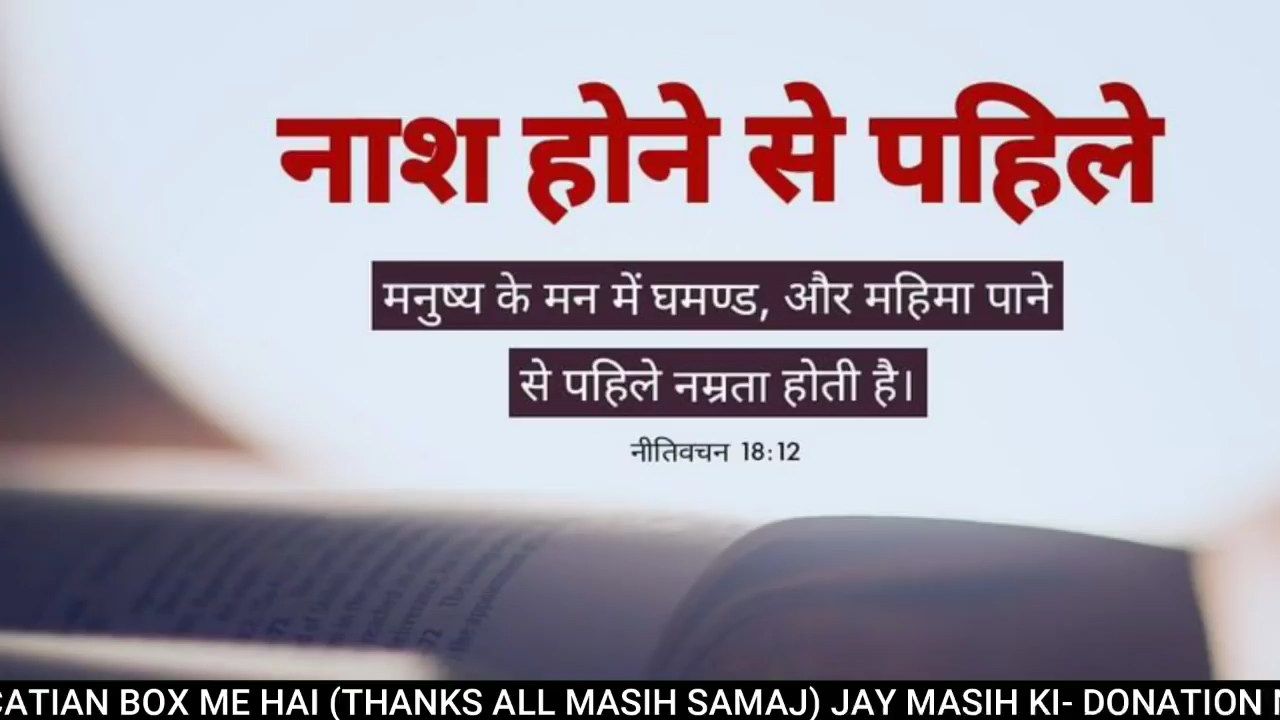 नाश होने से पहिले
मनुष्य के मन में घमण्ड, और महिमा पाने
से पहिले नम्रता होती है।
नीतिवचन 18:12
CATIAN BOX ME HAI (THANKS ALL MASIH SAMAJ) JAY MASIH KI- DONATION